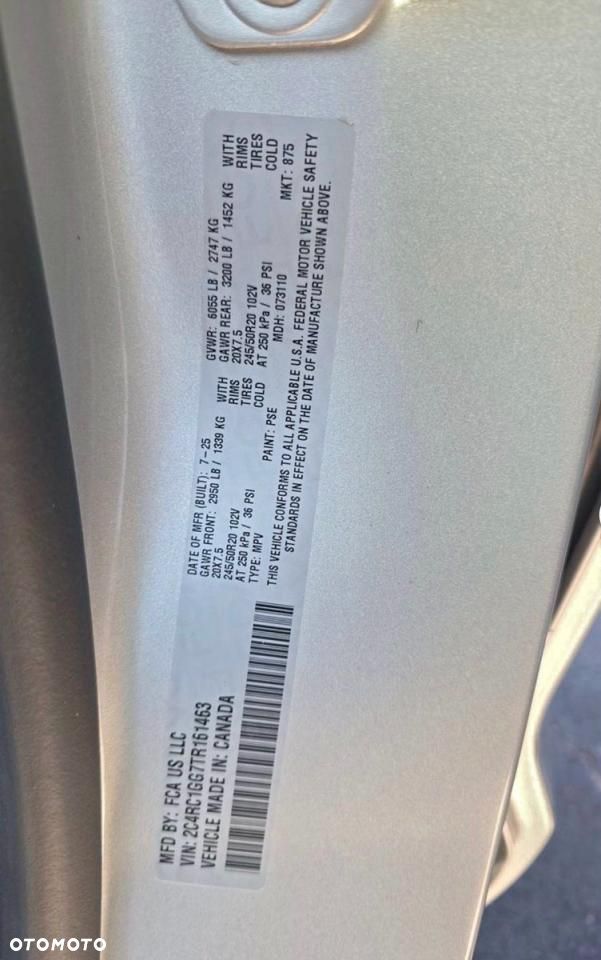 MFD BY: FCA US LLC
VIN: 2C4RC1GG7TR161463
VEHICLE MADE IN: CANADA
DATE OF MFR (BUILT): 7-25 GVWR: 6055 LB / 2747 KG
GAWR FRONT: 2950 LB / 1339 KG WITH GAWR REAR: 3200 LB / 1452 KG WITH
20X7.5 RIMS 20X7.5 RIMS
245/50R20 102V TIRES 245/50R20 102V TIRES
AT 250 kPa / 36 PSI COLD AT 250 kPa / 36 PSI COLD
TYPE: MPV PAINT: PSE MDH: 073110 MKT: 875
THIS VEHICLE CONFORMS TO ALL APPLICABLE U.S.A. FEDERAL MOTOR VEHICLE SAFETY
STANDARDS IN EFFECT ON THE DATE OF MANUFACTURE SHOWN ABOVE.
OTOMOTO